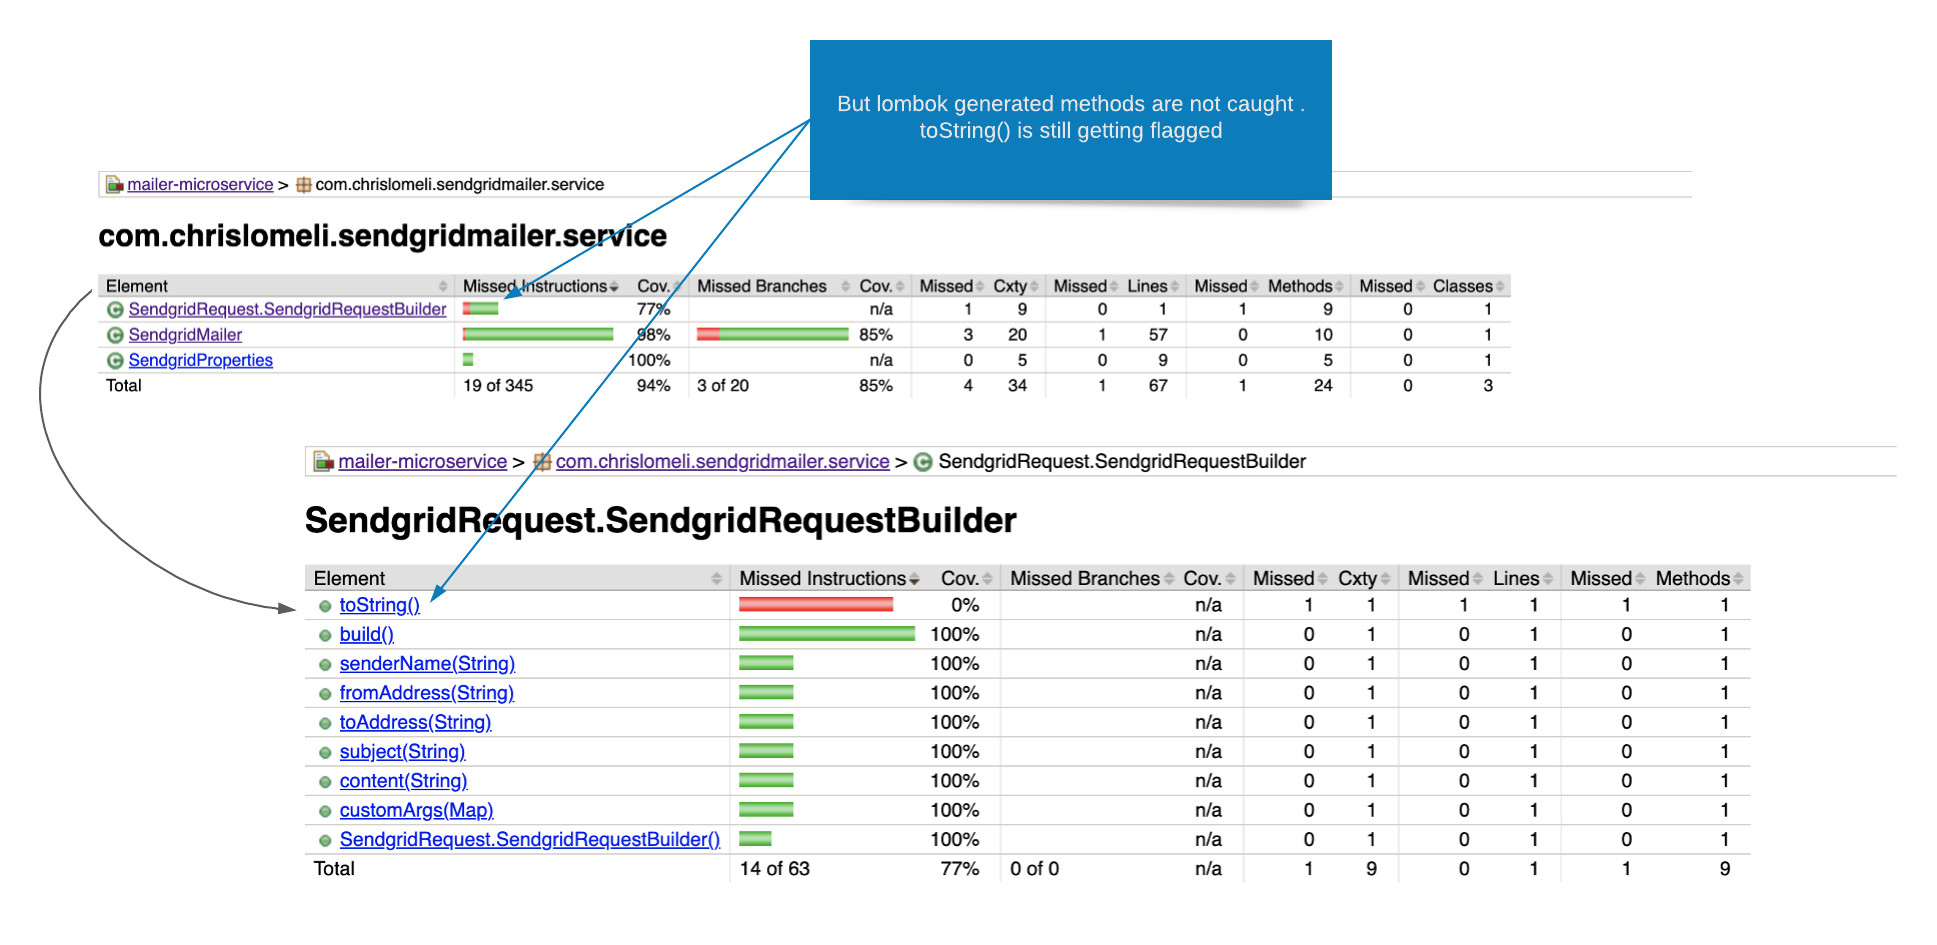 But lombok generated methods are not caught .
toString() is still getting flagged
mailer-microservice > com.chrislomeli.sendgridmailer.service
com.chrislomeli.sendgridmailer.service
Element Missed Instructions Cov. Missed Branches Cov. Missed Cxty Missed Lines Missed Methods Missed Classes
SendgridRequest.SendgridRequestBuilder 77% n/a 1 9 0 1 1 9 0 1
SendgridMailer 98% 85% 3 20 1 57 0 10 0 1
SendgridProperties 100% n/a 0 5 0 9 0 5 0 1
Total 19 of 345 94% 3 of 20 85% 4 34 1 67 1 24 0 3
mailer-microservice > com.chrislomeli.sendgridmailer.service > SendgridRequest.SendgridRequestBuilder
SendgridRequest.SendgridRequestBuilder
Element Missed Instructions Cov. Missed Branches Cov. Missed Cxty Missed Lines Missed Methods
toString() 0% n/a 1 1 1 1 1 1
build() 100% n/a 0 1 0 1 0 1
senderName(String) 100% n/a 0 1 0 1 0 1
fromAddress(String) 100% n/a 0 1 0 1 0 1
toAddress(String) 100% n/a 0 1 0 1 0 1
subject(String) 100% n/a 0 1 0 1 0 1
content(String) 100% n/a 0 1 0 1 0 1
customArgs(Map) 100% n/a 0 1 0 1 0 1
SendgridRequest.SendgridRequestBuilder() 100% n/a 0 1 0 1 0 1
Total 14 of 63 77% 0 of 0 n/a 1 9 0 1 1 9